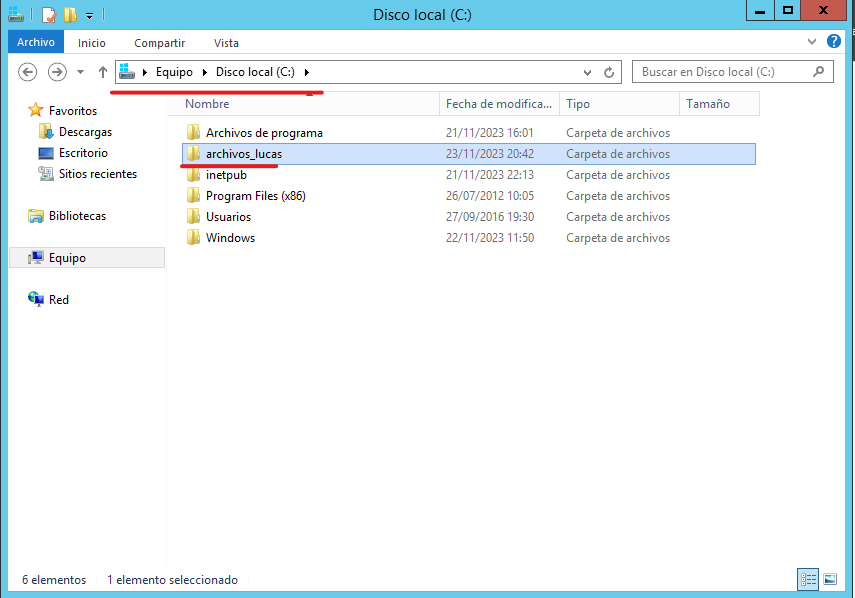 Disco local (C:)
Archivo Inicio Compartir Vista
Equipo Disco local (C:) Buscar en Disco local (C:)
Nombre Fecha de modifica... Tipo Tamaño
Favoritos
Descargas
Escritorio
Sitios recientes
Bibliotecas
Equipo
Red
Archivos de programa 21/11/2023 16:01 Carpeta de archivos
archivos_lucas 23/11/2023 20:42 Carpeta de archivos
inetpub 21/11/2023 22:13 Carpeta de archivos
Program Files (x86) 26/07/2012 10:05 Carpeta de archivos
Usuarios 27/09/2016 19:30 Carpeta de archivos
Windows 22/11/2023 11:50 Carpeta de archivos
6 elementos 1 elemento seleccionado